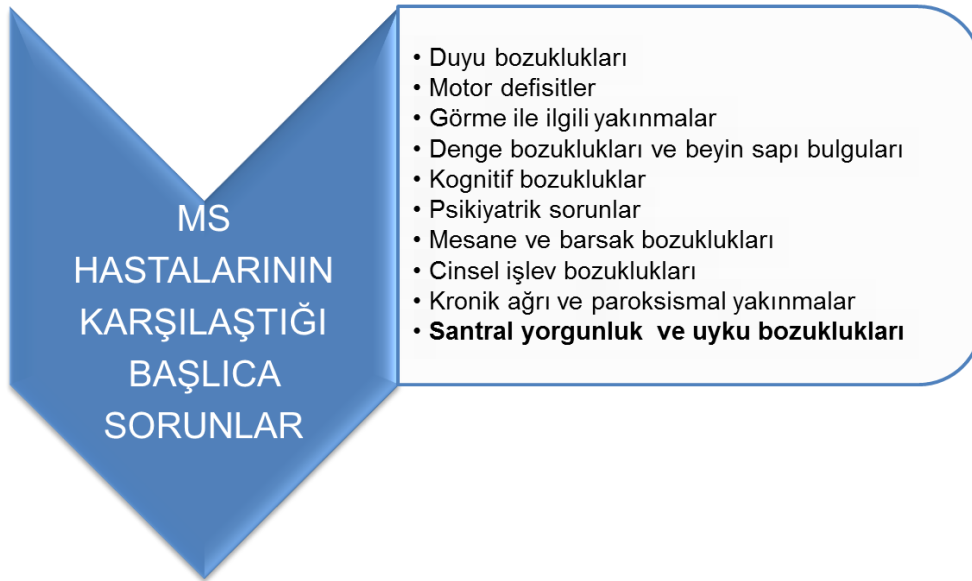 MS
HASTALARININ
KARŞILAŞTIĞI
BAŞLICA
SORUNLAR
• Duyu bozuklukları
• Motor defisitler
• Görme ile ilgili yakınmalar
• Denge bozuklukları ve beyin sapı bulguları
• Kognitif bozukluklar
• Psikiyatrik sorunlar
• Mesane ve barsak bozuklukları
• Cinsel işlev bozuklukları
• Kronik ağrı ve paroksismal yakınmalar
• Santral yorgunluk ve uyku bozuklukları